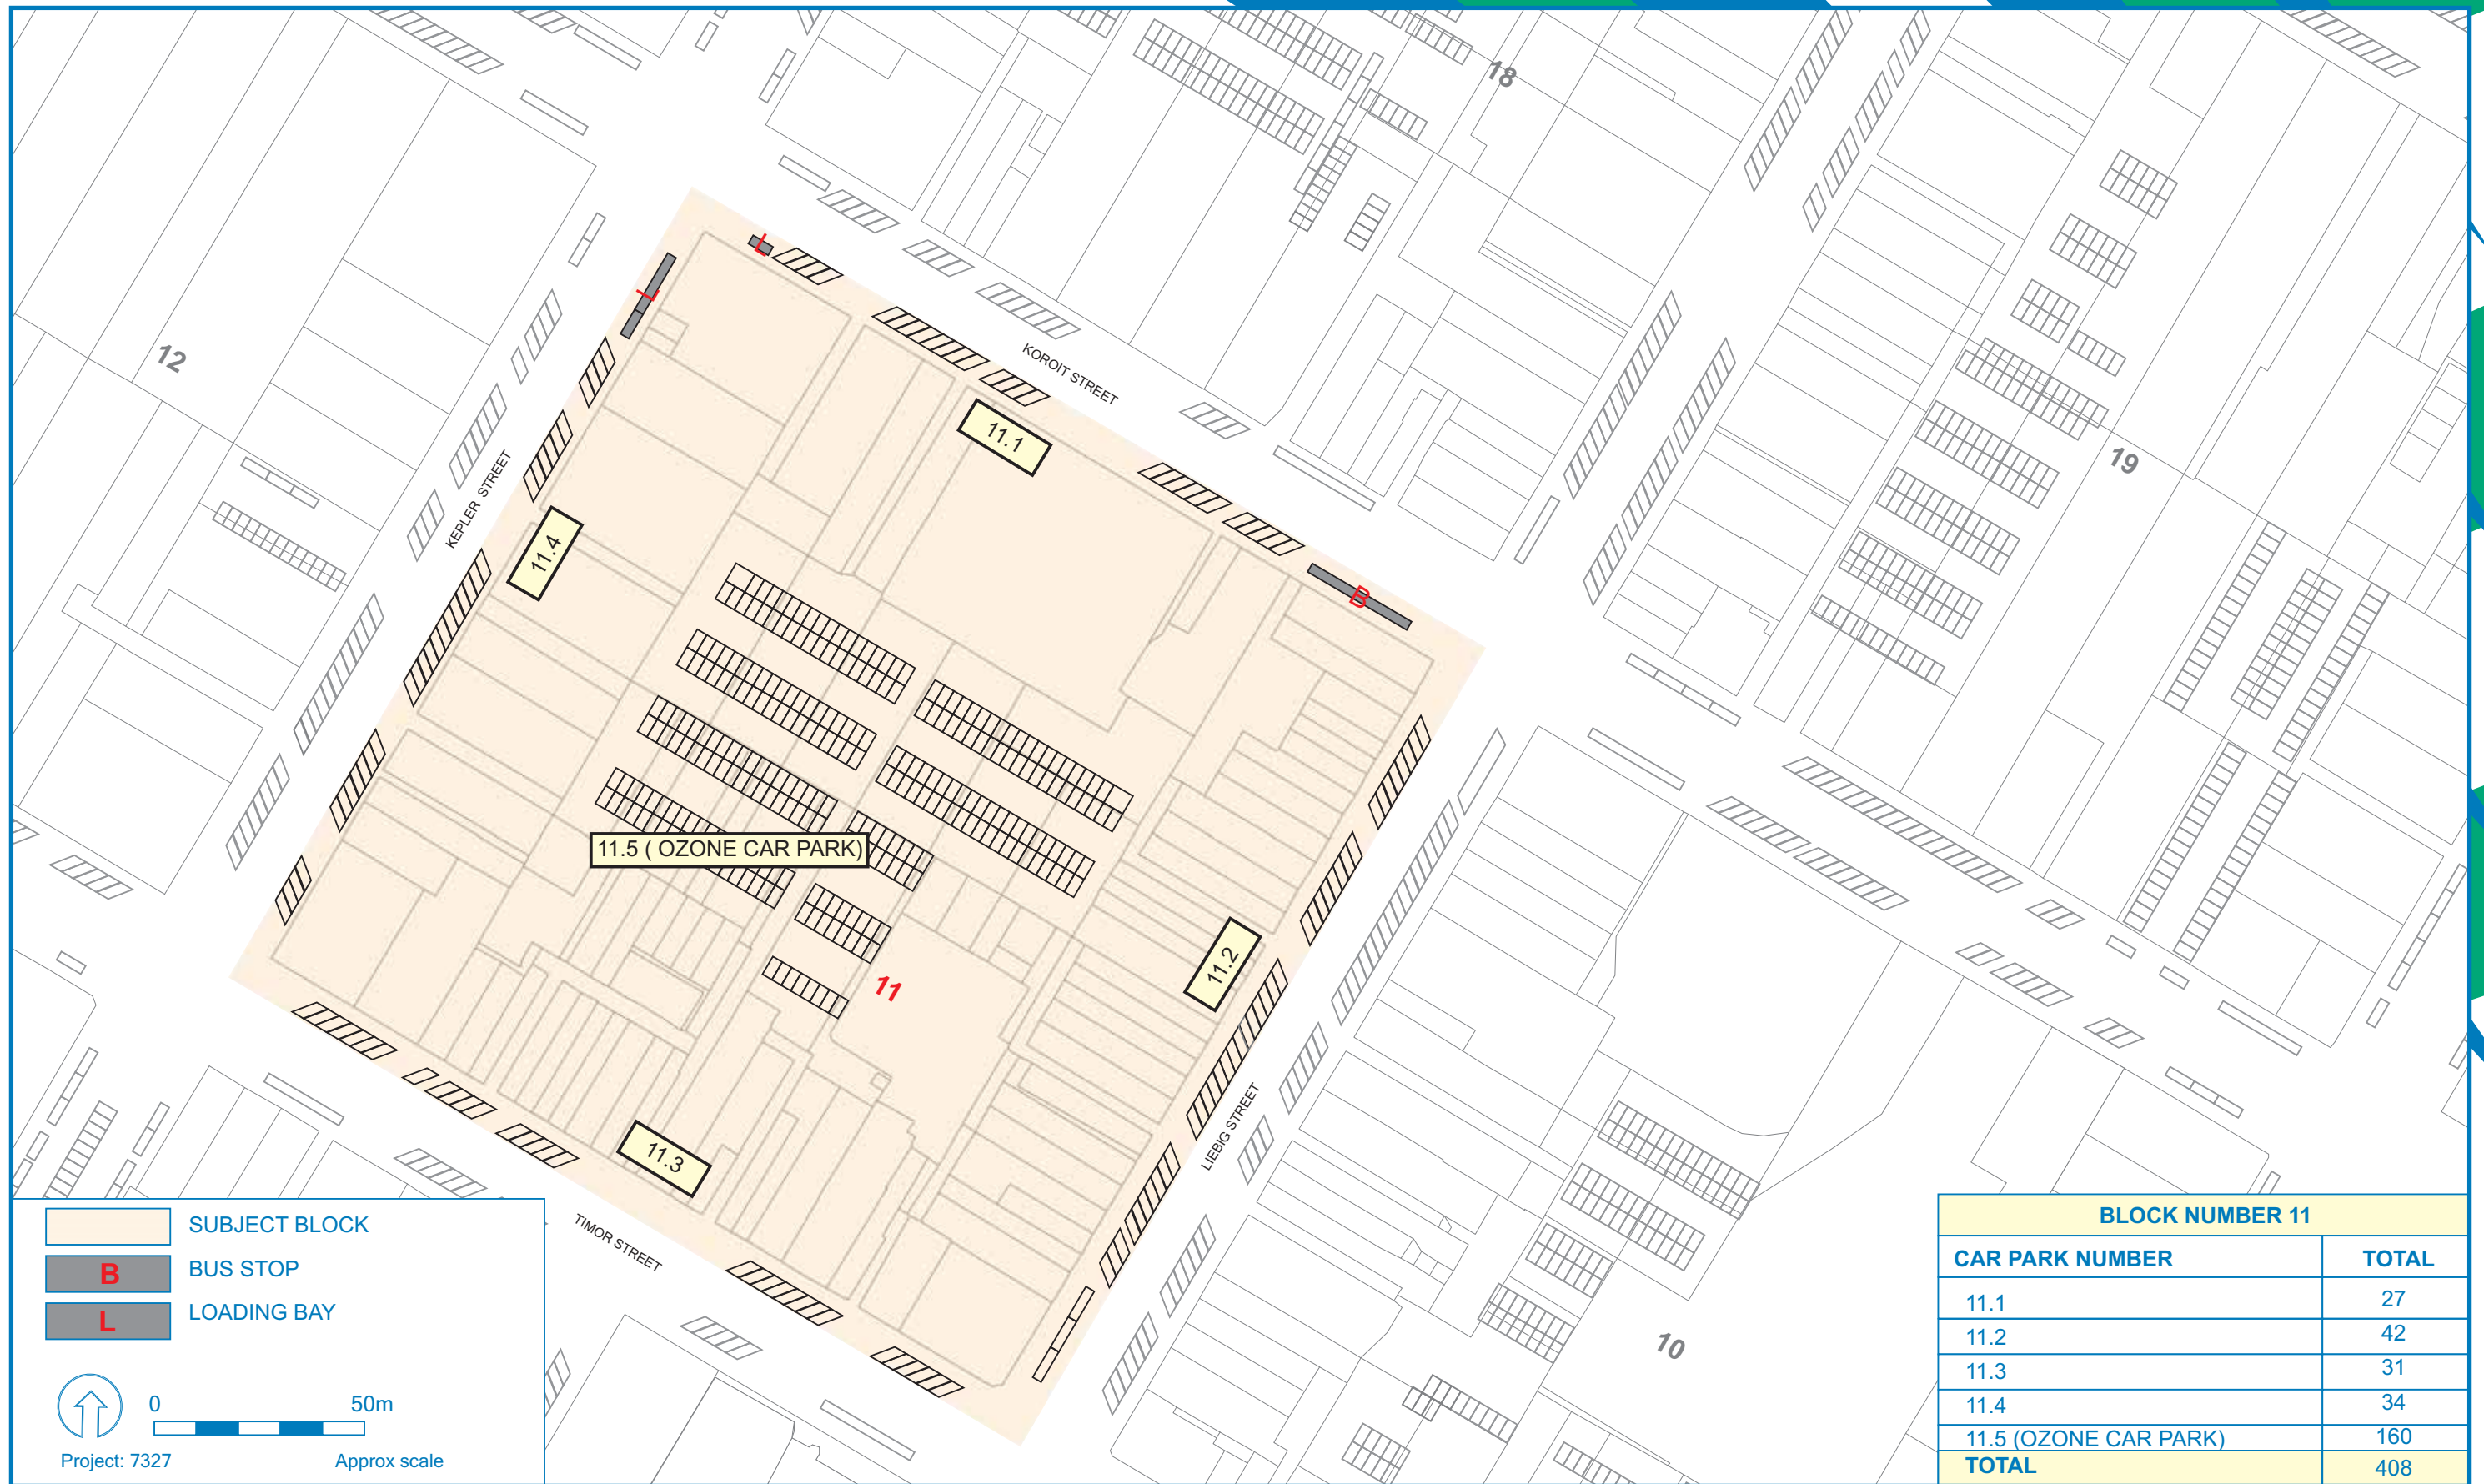 18
12
19
L
L
KOROIT STREET
11.1
KEPLER STREET
11.4
B
11.5 ( OZONE CAR PARK)
11
11.2
LIEBIG STREET
11.3
TIMOR STREET
10
SUBJECT BLOCK
B BUS STOP
L LOADING BAY
0 50m
Project: 7327 Approx scale
BLOCK NUMBER 11
CAR PARK NUMBER TOTAL
11.1 27
11.2 42
11.3 31
11.4 34
11.5 (OZONE CAR PARK) 160
TOTAL 408